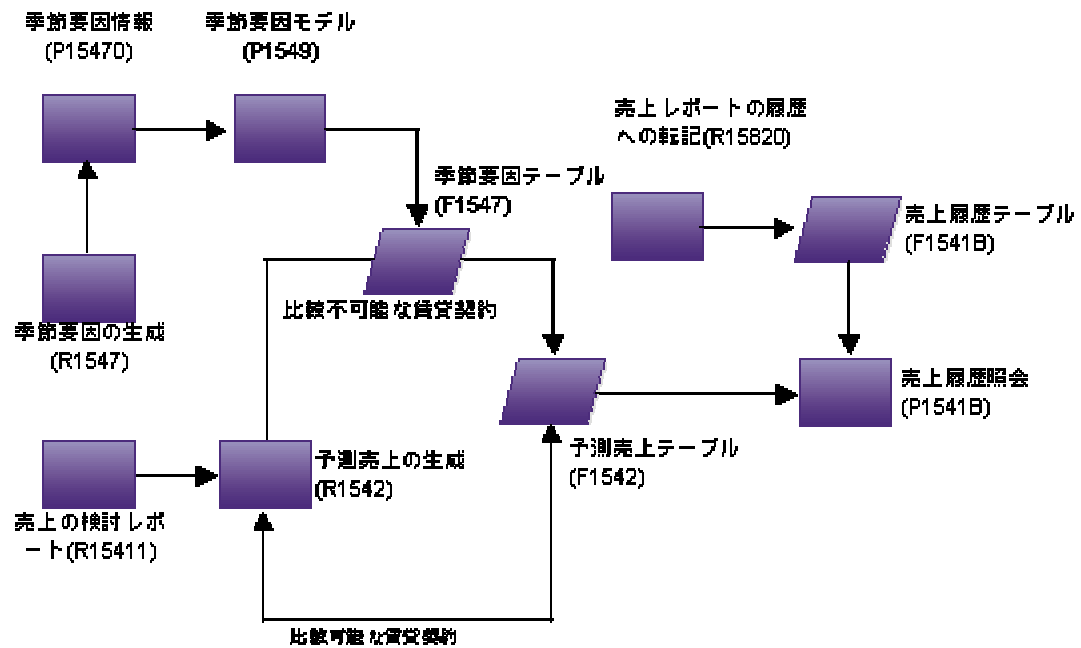 季節要因情報
(P15470)
季節要因モデル
(P1549)
売上レポートの履歴
への転記(R15820)
季節要因テーブル
(F1547)
売上履歴テーブル
(F1541B)
比較不可能な賃貸契約
季節要因の生成
(R1547)
売上履歴照会
(P1541B)
予測売上テーブル
(F1542)
予測売上の生成
(R1542)
売上の検討レポ
ート(R15411)
比較可能な賃貸契約